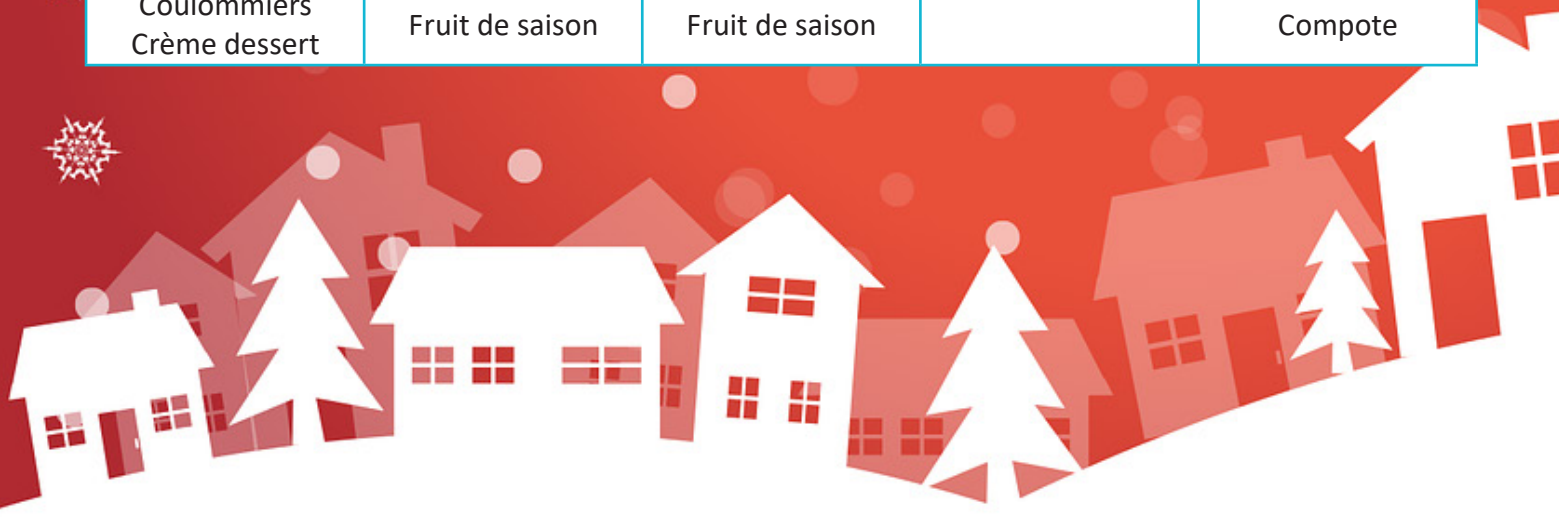 Coulommiers
Crème dessert
Fruit de saison
Fruit de saison
Compote